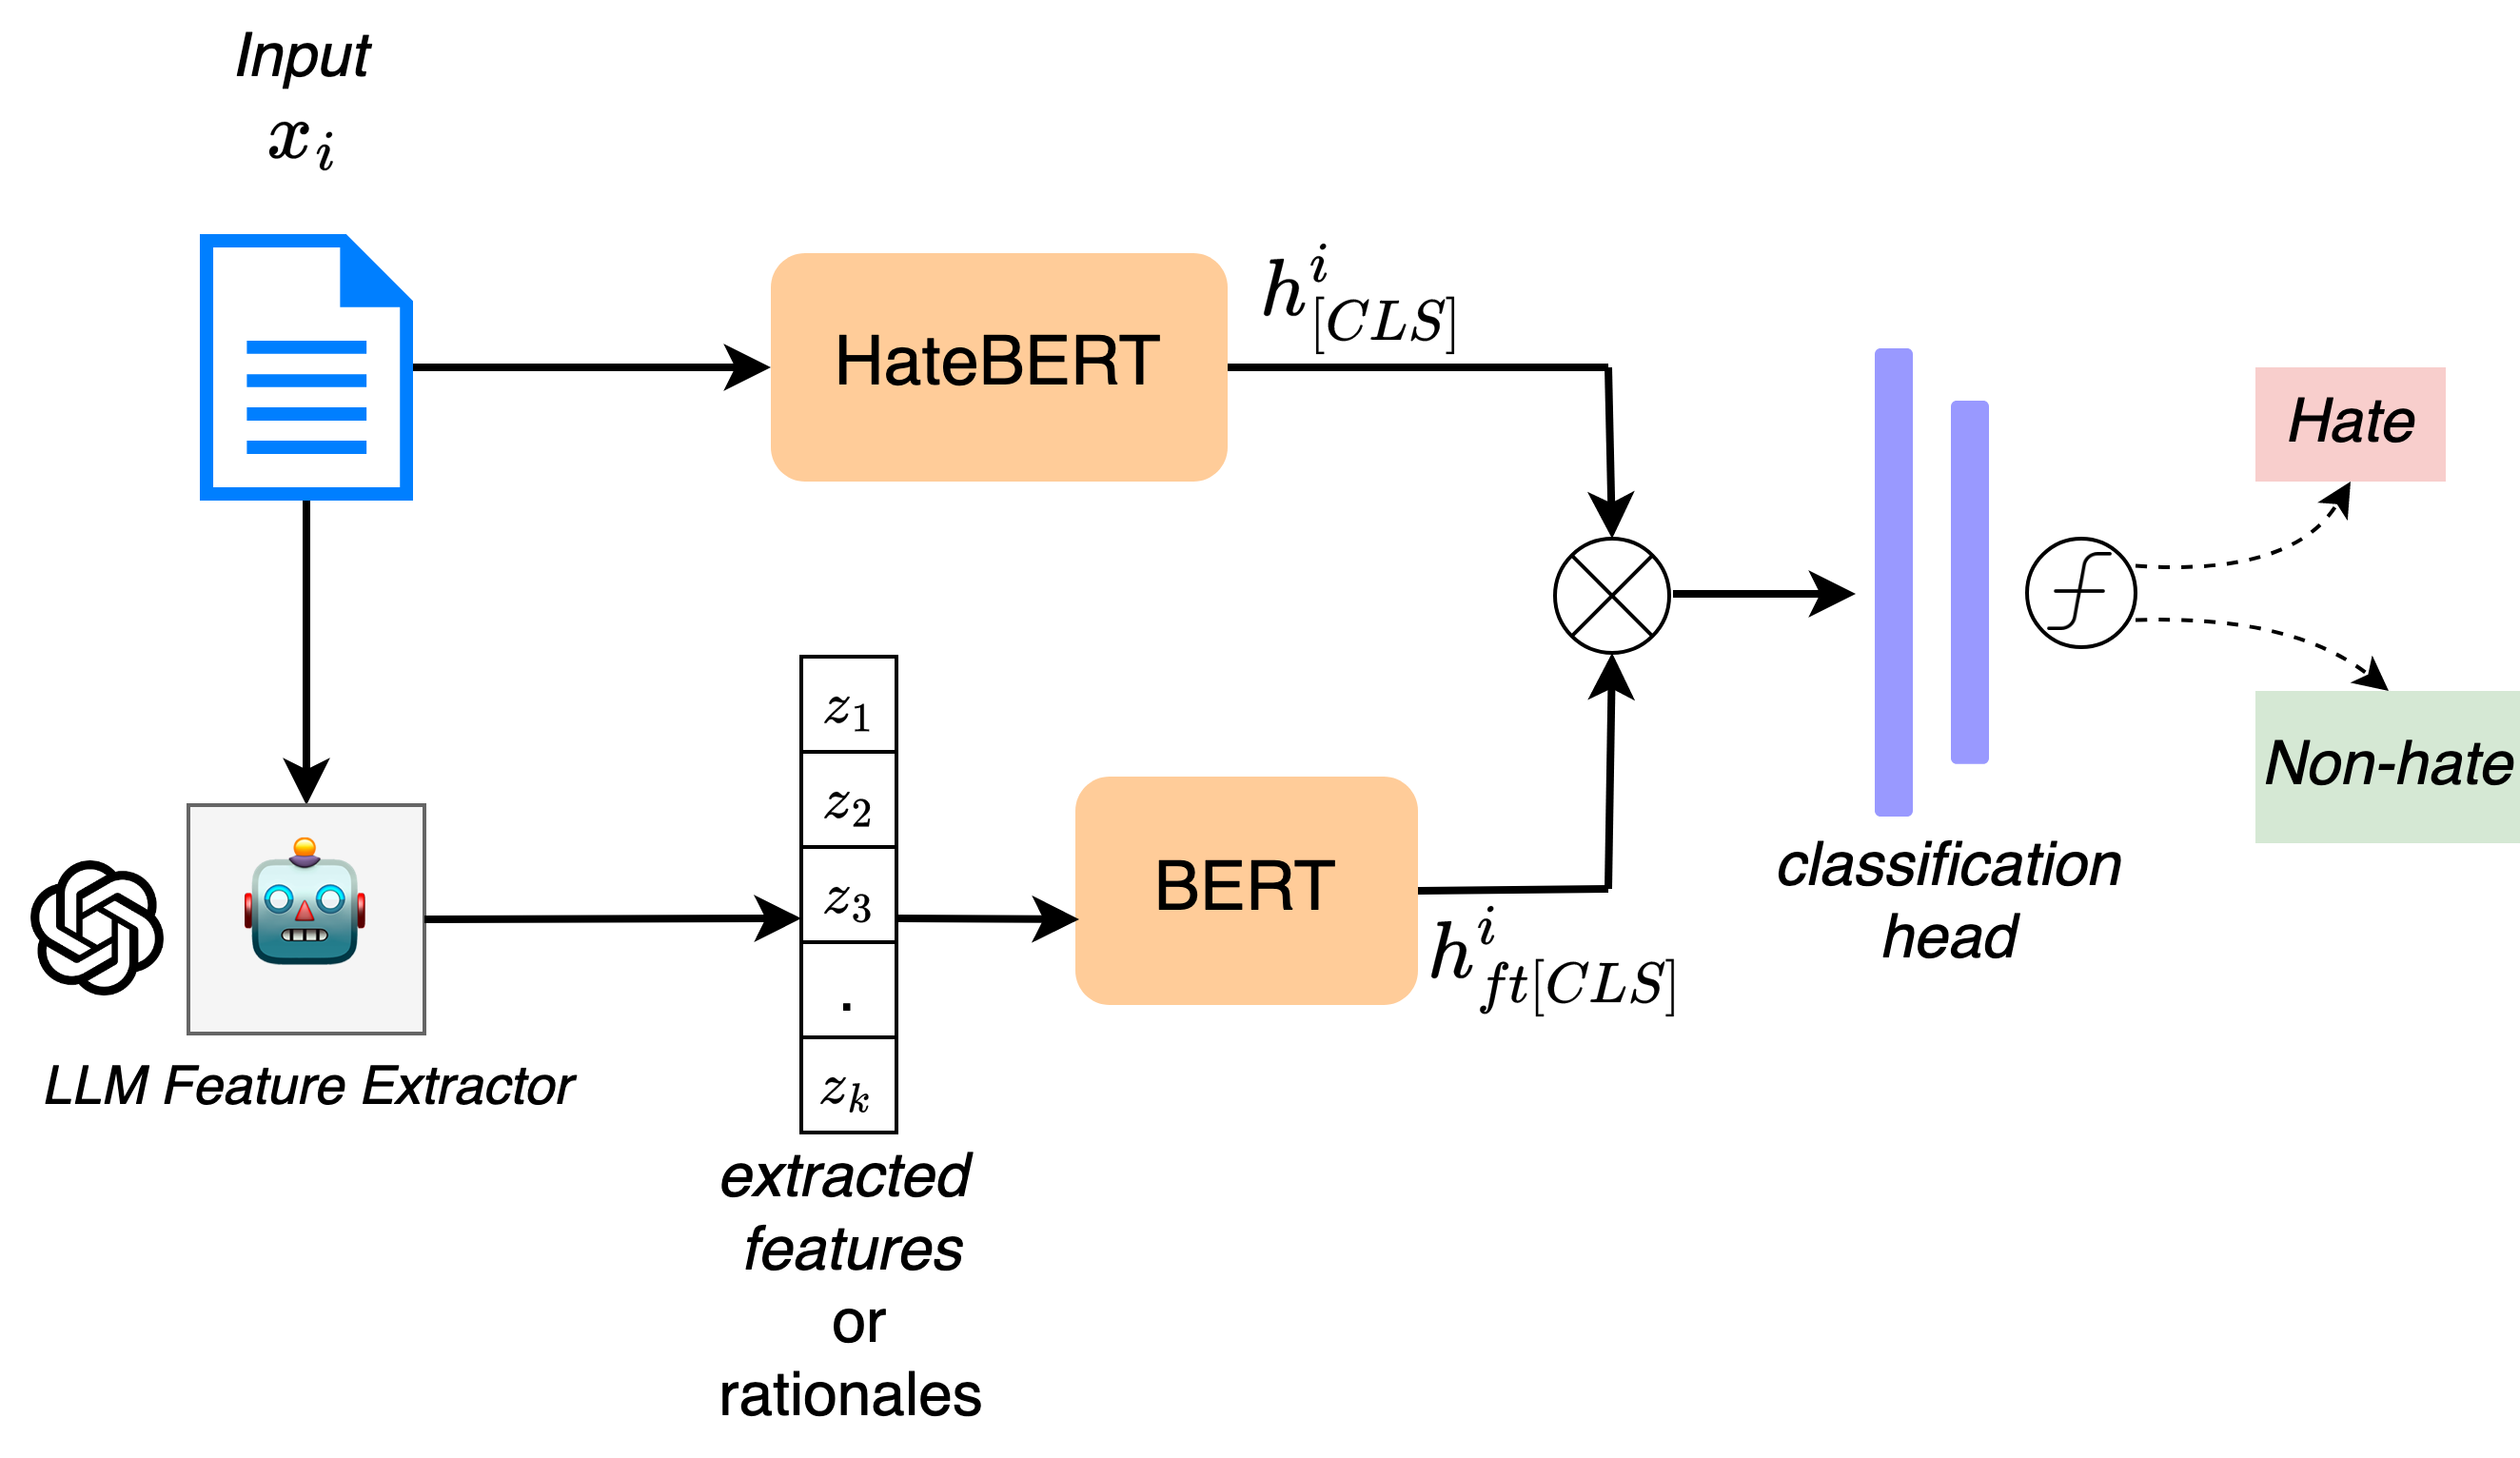 Input
x_i
HateBERT
h^i_{[CLS]}
Hate
z_1
z_2
z_3
.
z_k
BERT
h^i_{ft[CLS]}
Non-hate
classification
head
LLM Feature Extractor
extracted
features
or
rationales